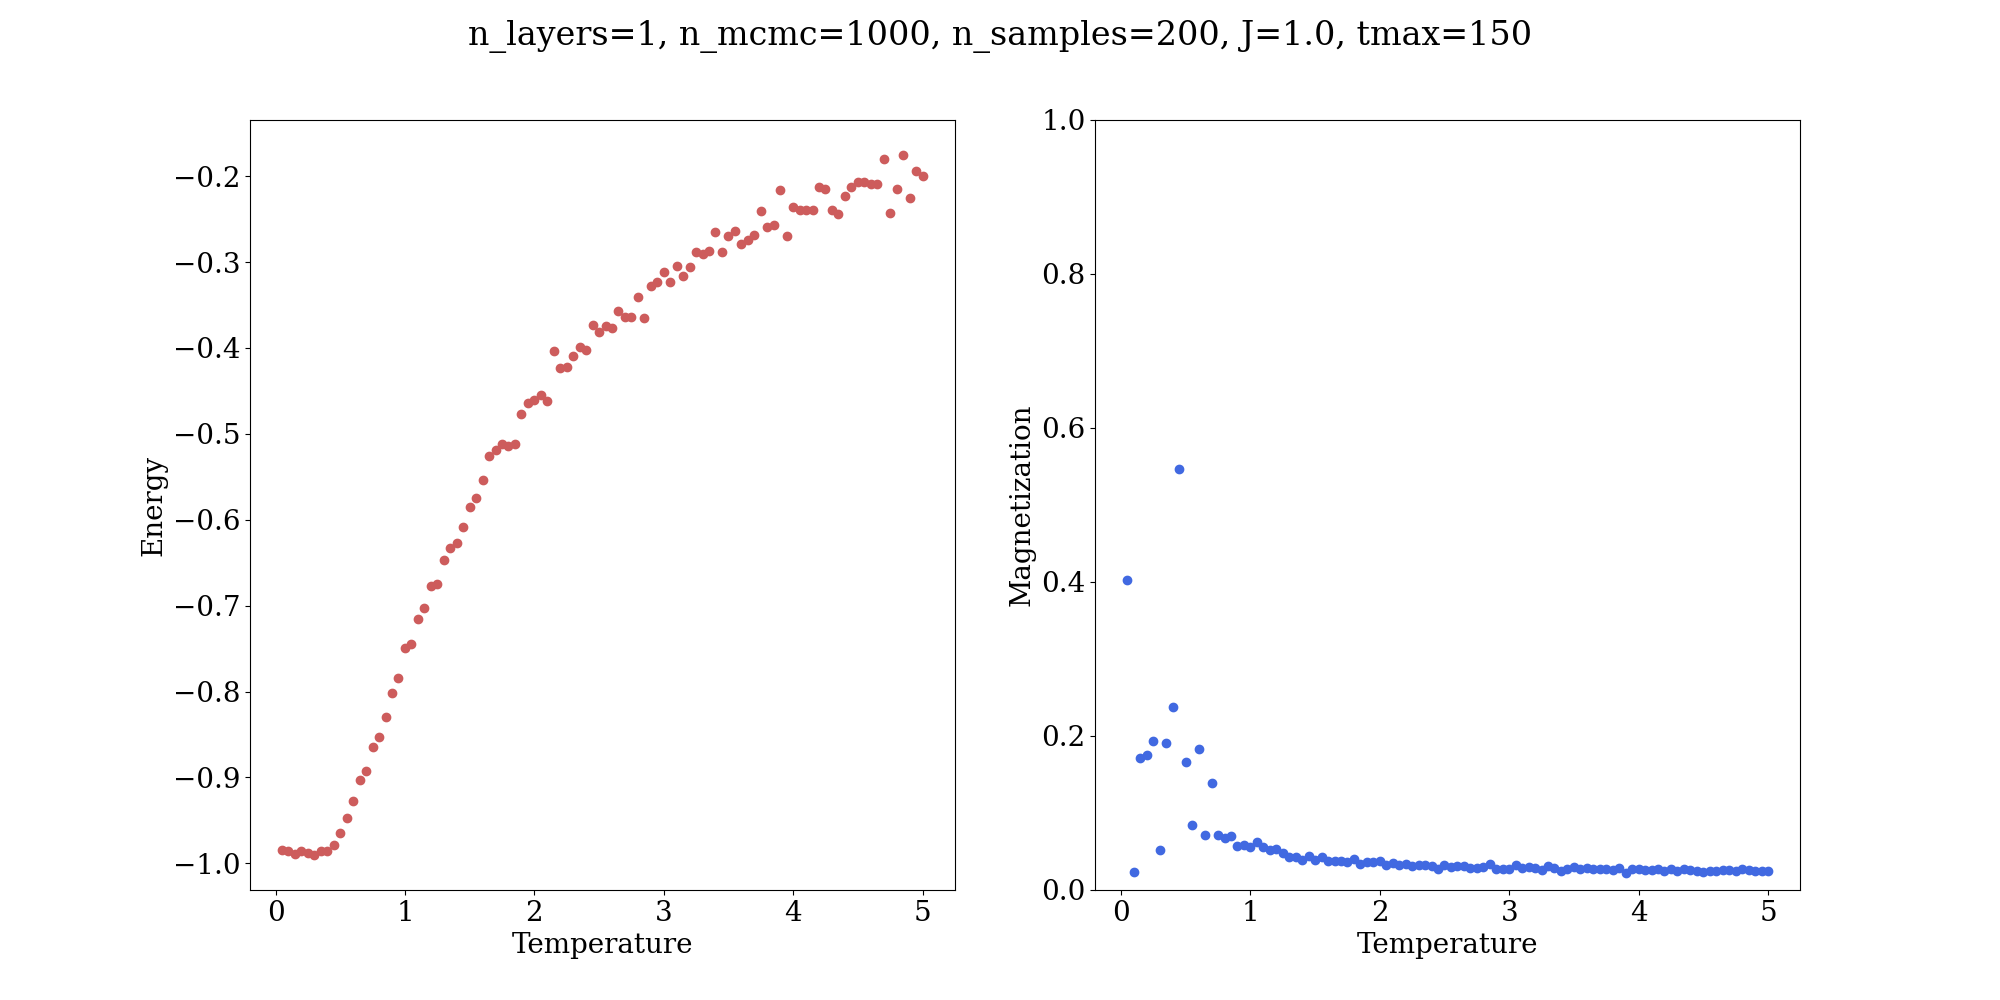 n_layers=1, n_mcmc=1000, n_samples=200, J=1.0, tmax=150
Energy
−0.2
−0.3
−0.4
−0.5
−0.6
−0.7
−0.8
−0.9
−1.0
0 1 2 3 4 5
Temperature
Magnetization
1.0
0.8
0.6
0.4
0.2
0.0
0 1 2 3 4 5
Temperature